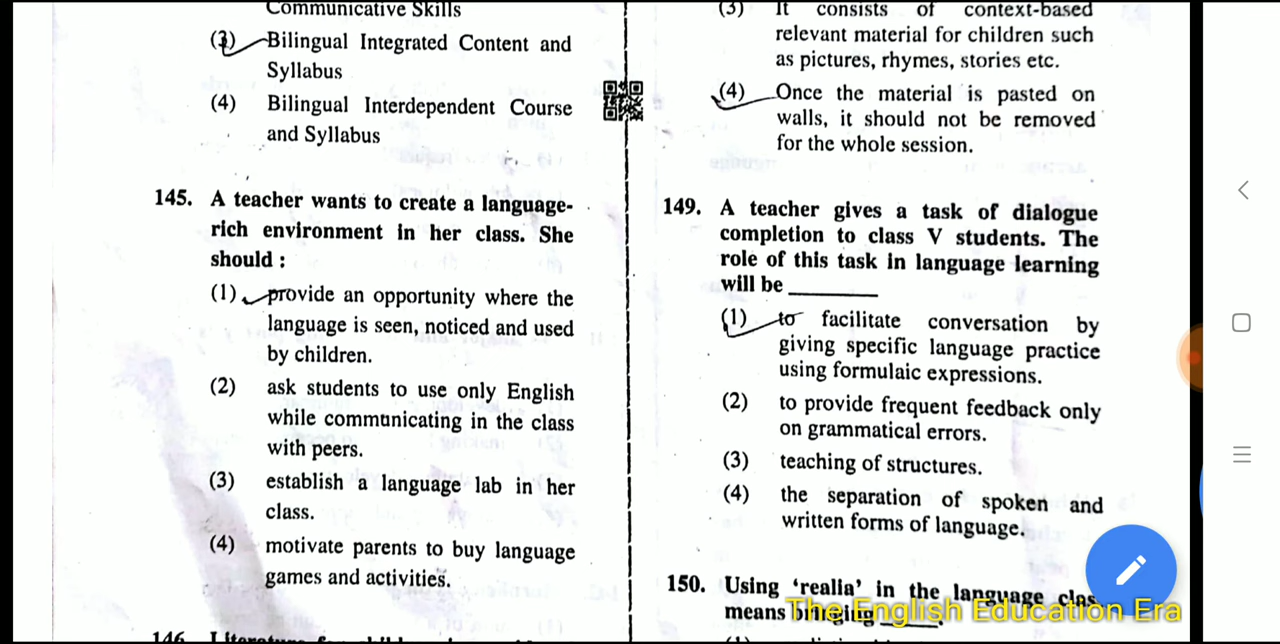 Communicative Skills
(3) Bilingual Integrated Content and
Syllabus
(4) Bilingual Interdependent Course
and Syllabus
145. A teacher wants to create a language-
rich environment in her class. She
should :
(1) provide an opportunity where the
language is seen, noticed and used
by children.
(2) ask students to use only English
while communicating in the class
with peers.
(3) establish a language lab in her
class.
(4) motivate parents to buy language
games and activities.
146.
(3) It consists of context-based
relevant material for children such
as pictures, rhymes, stories etc.
(4) Once the material is pasted on
walls, it should not be removed
for the whole session.
149. A teacher gives a task of dialogue
completion to class V students. The
role of this task in language learning
will be ________
(1) to facilitate conversation by
giving specific language practice
using formulaic expressions.
(2) to provide frequent feedback only
on grammatical errors.
(3) teaching of structures.
(4) the separation of spoken and
written forms of language.
150. Using ‘realia’ in the language
means bringing ____.
The English Education Era